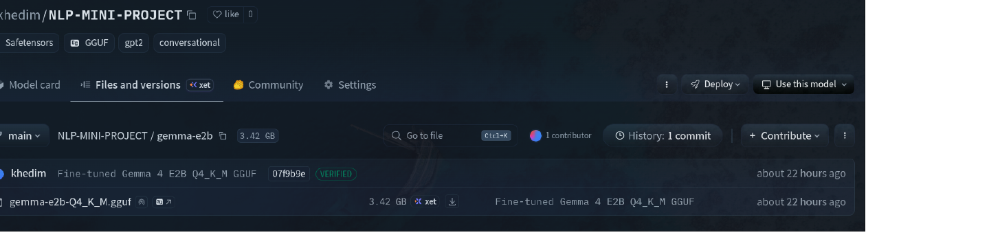 khedim/NLP-MINI-PROJECT like 0
Safetensors GGUF gpt2 conversational
Model card Files and versions xet Community Settings Deploy Use this model
main NLP-MINI-PROJECT / gemma-e2b 3.42 GB Go to file Ctrl+K 1 contributor History: 1 commit + Contribute
khedim Fine-tuned Gemma 4 E2B Q4_K_M GGUF 07f9b9e VERIFIED about 22 hours ago
gemma-e2b-Q4_K_M.gguf 3.42 GB xet Fine-tuned Gemma 4 E2B Q4_K_M GGUF about 22 hours ago